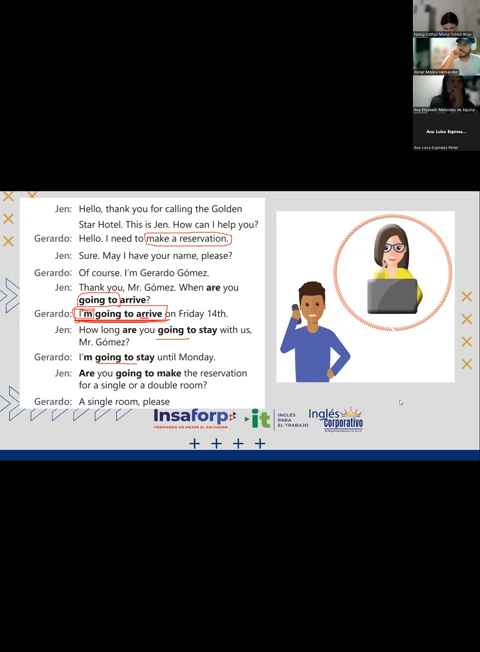 Ana Luisa Espinos...
Ana Luisa Espinoza Perez
Jen: Hello, thank you for calling the Golden
Star Hotel. This is Jen. How can I help you?
Gerardo: Hello. I need to make a reservation.
Jen: Sure. May I have your name, please?
Gerardo: Of course. I'm Gerardo Gómez.
Jen: Thank you, Mr. Gómez. When are you
going to arrive?
Gerardo: I'm going to arrive on Friday 14th.
Jen: How long are you going to stay with us,
Mr. Gómez?
Gerardo: I'm going to stay until Monday.
Jen: Are you going to make the reservation
for a single or a double room?
Gerardo: A single room, please
Insaforp
FORMANDO UN MEJOR EL SALVADOR
it
INGLÉS
PARA
EL TRABAJO
Inglés
Corporativo